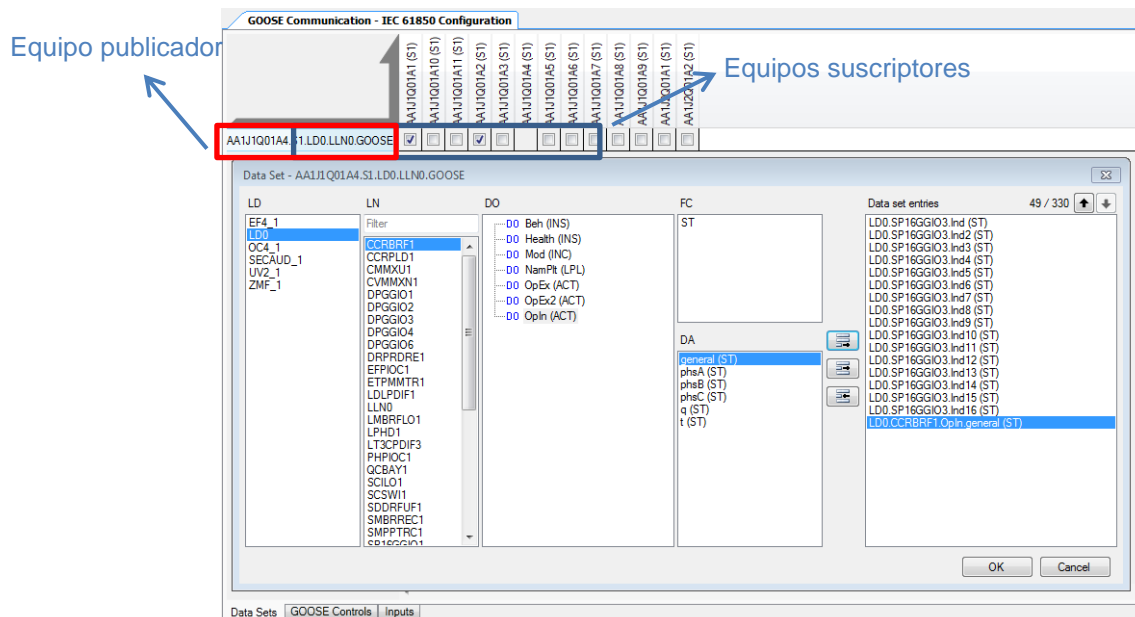 GOOSE Communication - IEC 61850 Configuration
Equipo publicador
Equipos suscriptores
AA1J1Q01A1 (S1)
AA1J1Q01A10 (S1)
AA1J1Q01A11 (S1)
AA1J1Q01A2 (S1)
AA1J1Q01A3 (S1)
AA1J1Q01A4 (S1)
AA1J1Q01A5 (S1)
AA1J1Q01A6 (S1)
AA1J1Q01A7 (S1)
AA1J1Q01A8 (S1)
AA1J1Q01A9 (S1)
AA1J2Q01A1 (S1)
AA1J2Q01A2 (S1)
AA1J1Q01A4.S1.LD0.LLN0.GOOSE
Data Set - AA1J1Q01A4.S1.LD0.LLN0.GOOSE
LD
EF4_1
LD0
OC4_1
SECAUD_1
UV2_1
ZMF_1
LN
Filter
CCRBRF1
CCRPLD1
CMMXU1
CVMMXN1
DPGGIO1
DPGGIO2
DPGGIO3
DPGGIO4
DPGGIO6
DRPRDRE1
EFPIOC1
ETPMMTR1
LDLPDIF1
LLN0
LMBRFLO1
LPHD1
LT3CPDIF3
PHPIOC1
QCBAY1
SCILO1
SCSWI1
SDDRFUF1
SMBRREC1
SMPPTRC1
SP16GGIO1
DO
DO Beh (INS)
DO Health (INS)
DO Mod (INC)
DO NamPlt (LPL)
DO OpEx (ACT)
DO OpEx2 (ACT)
DO OpIn (ACT)
FC
ST
DA
general (ST)
phsA (ST)
phsB (ST)
phsC (ST)
q (ST)
t (ST)
Data set entries 49 / 330
LD0.SP16GGIO3.Ind (ST)
LD0.SP16GGIO3.Ind2 (ST)
LD0.SP16GGIO3.Ind3 (ST)
LD0.SP16GGIO3.Ind4 (ST)
LD0.SP16GGIO3.Ind5 (ST)
LD0.SP16GGIO3.Ind6 (ST)
LD0.SP16GGIO3.Ind7 (ST)
LD0.SP16GGIO3.Ind8 (ST)
LD0.SP16GGIO3.Ind9 (ST)
LD0.SP16GGIO3.Ind10 (ST)
LD0.SP16GGIO3.Ind11 (ST)
LD0.SP16GGIO3.Ind12 (ST)
LD0.SP16GGIO3.Ind13 (ST)
LD0.SP16GGIO3.Ind14 (ST)
LD0.SP16GGIO3.Ind15 (ST)
LD0.SP16GGIO3.Ind16 (ST)
LD0.CCRBRF1.OpIn.general (ST)
OK Cancel
Data Sets GOOSE Controls Inputs